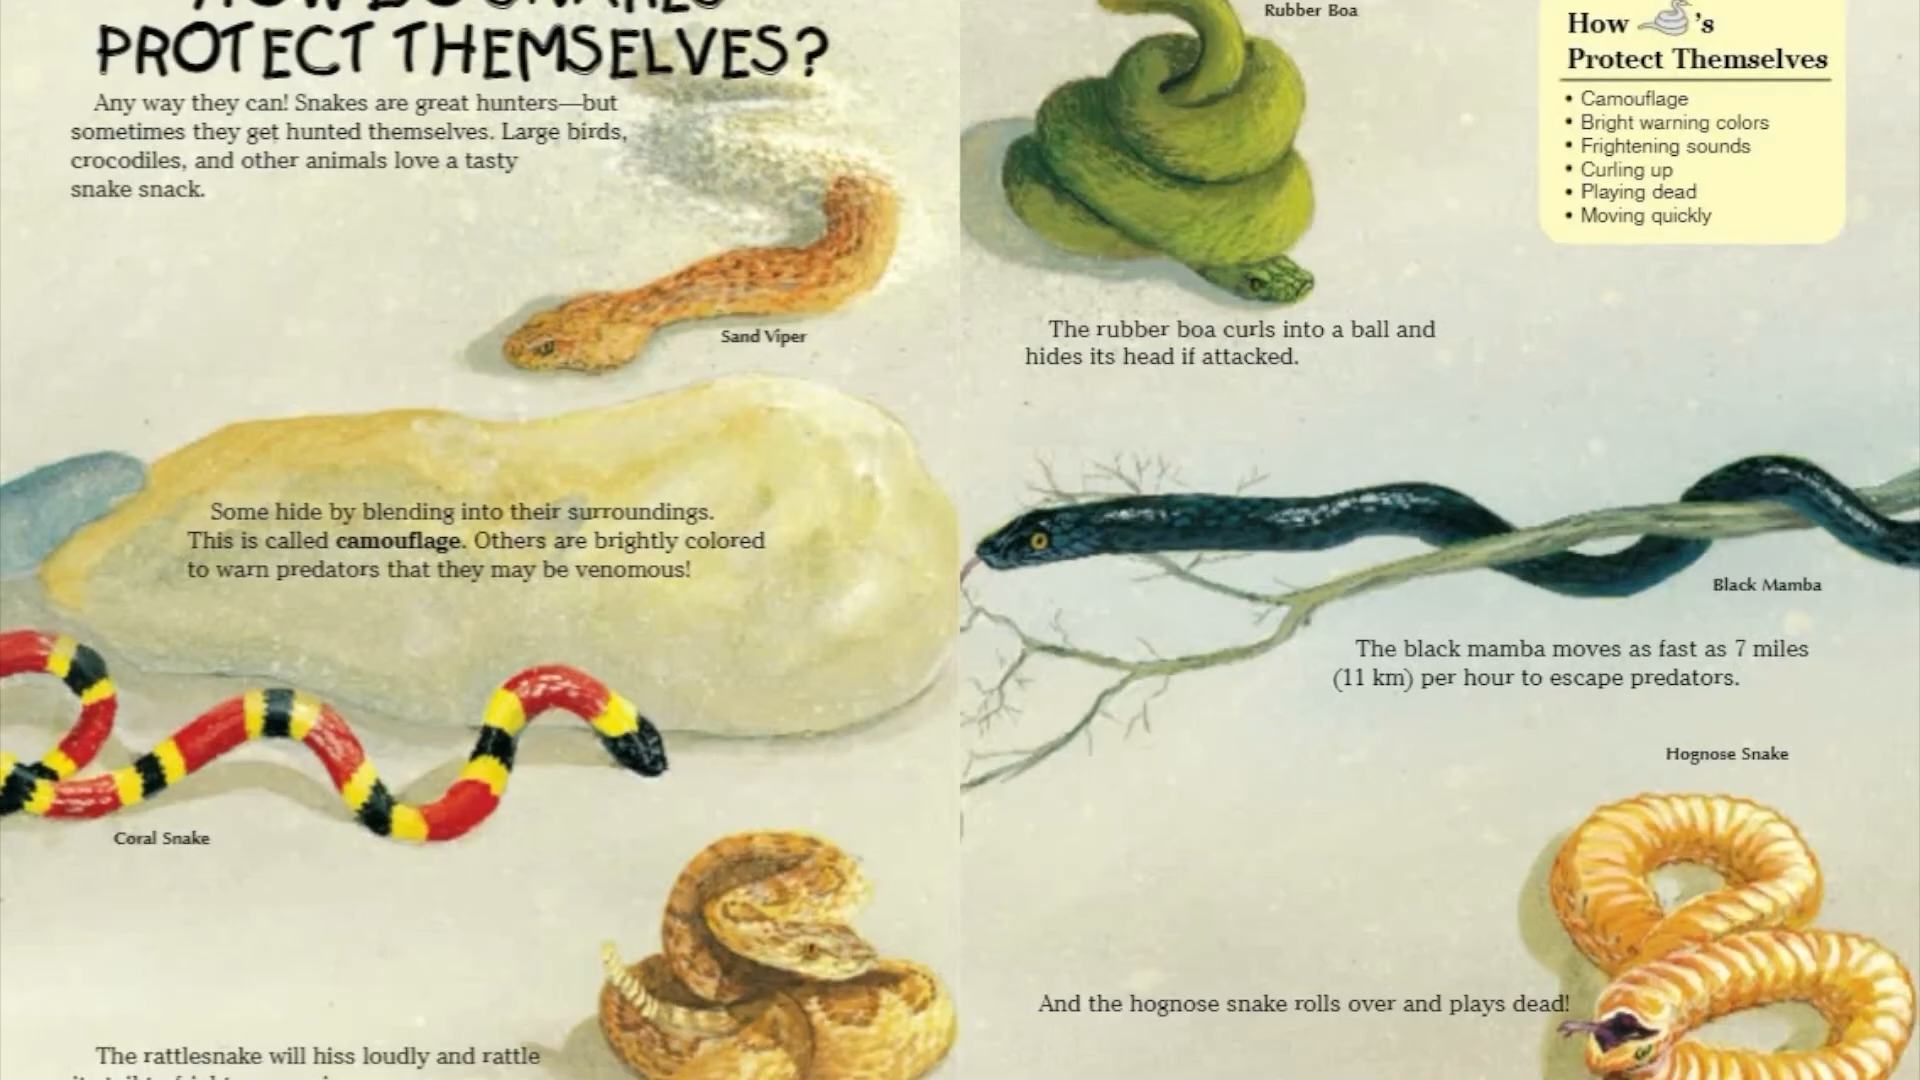 PROTECT THEMSELVES?
Any way they can! Snakes are great hunters—but
sometimes they get hunted themselves. Large birds,
crocodiles, and other animals love a tasty
snake snack.
Sand Viper
Some hide by blending into their surroundings.
This is called camouflage. Others are brightly colored
to warn predators that they may be venomous!
Coral Snake
The rattlesnake will hiss loudly and rattle
Rubber Boa
The rubber boa curls into a ball and
hides its head if attacked.
How 's
Protect Themselves
• Camouflage
• Bright warning colors
• Frightening sounds
• Curling up
• Playing dead
• Moving quickly
Black Mamba
The black mamba moves as fast as 7 miles
(11 km) per hour to escape predators.
Hognose Snake
And the hognose snake rolls over and plays dead!